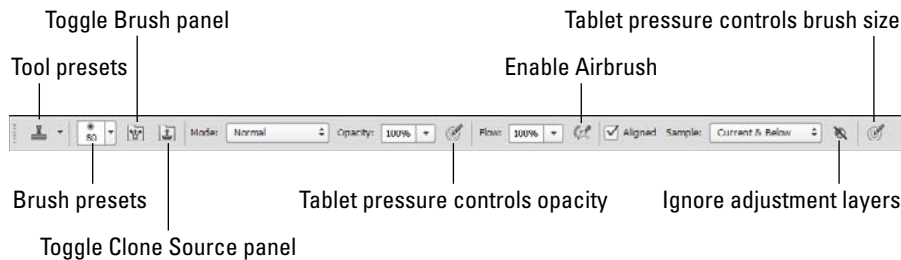 Toggle Brush panel
Tablet pressure controls brush size
Tool presets
Enable Airbrush
80
Mode: Normal Opacity: 100% Flow: 100% Aligned Sample: Current & Below
Brush presets
Tablet pressure controls opacity
Ignore adjustment layers
Toggle Clone Source panel